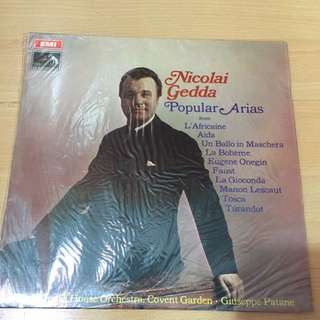 EMI
Nicolai
Gedda
Popular Arias
from
L'Africaine
Aida
Un Ballo in Maschera
La Bohème
Eugene Onegin
Faust
La Gioconda
Manon Lescaut
Tosca
Turandot
House Orchestra, Covent Garden · Giuseppe Patanè